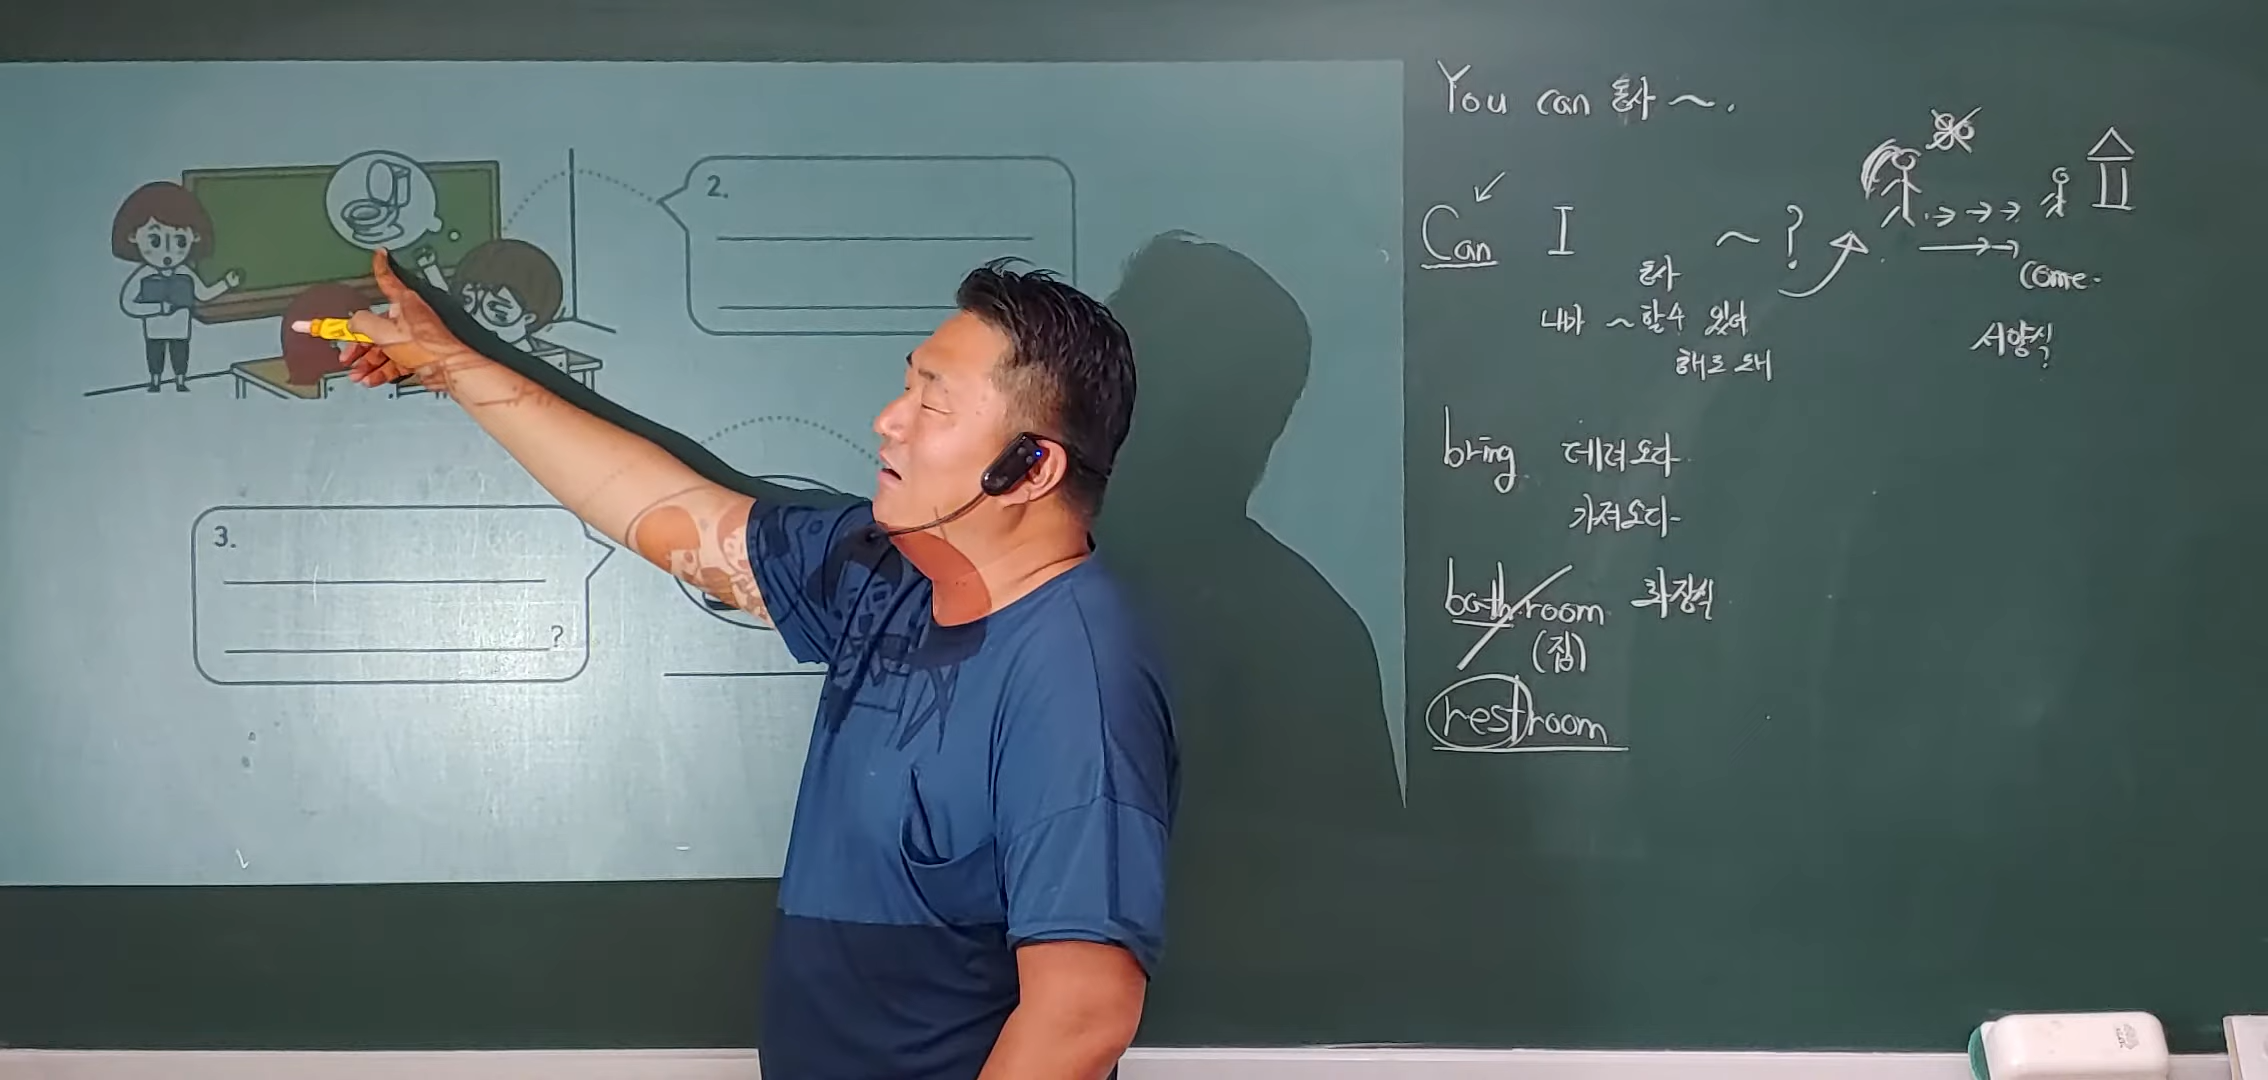 2.
3.
?
You can 동사 ~.
Can I ~ ?
동사
내가 ~할 수 있어
해도 돼
come.
서양식
bring 데려오다
가져오다
bathroom 화장실
(집)
restroom